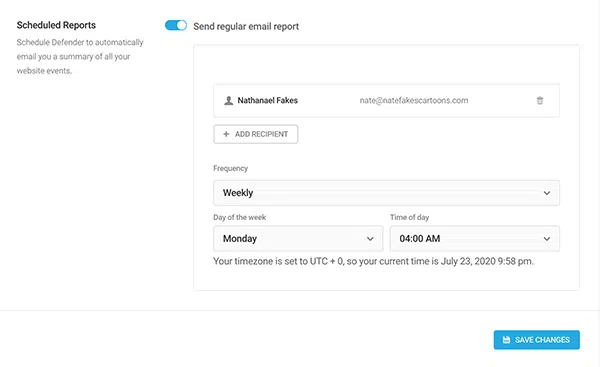 Scheduled Reports
Schedule Defender to automatically
email you a summary of all your
website events.
Send regular email report
Nathanael Fakes nate@natefakescartoons.com
+ ADD RECIPIENT
Frequency
Weekly
Day of the week Time of day
Monday 04:00 AM
Your timezone is set to UTC + 0, so your current time is July 23, 2020 9:58 pm.
SAVE CHANGES